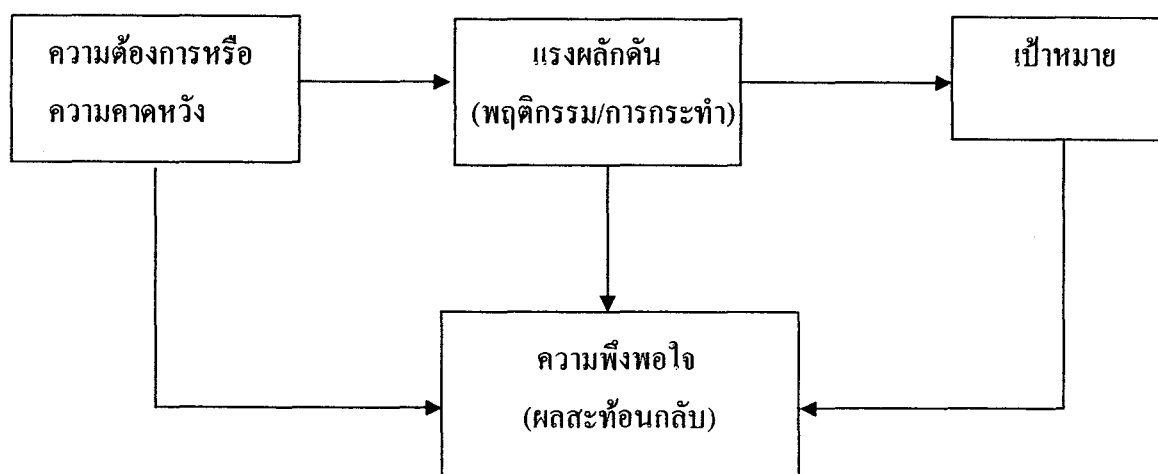 ความต้องการหรือ
ความคาดหวัง
แรงผลักดัน
(พฤติกรรม/การกระทำ)
เป้าหมาย
ความพึงพอใจ
(ผลสะท้อนกลับ)